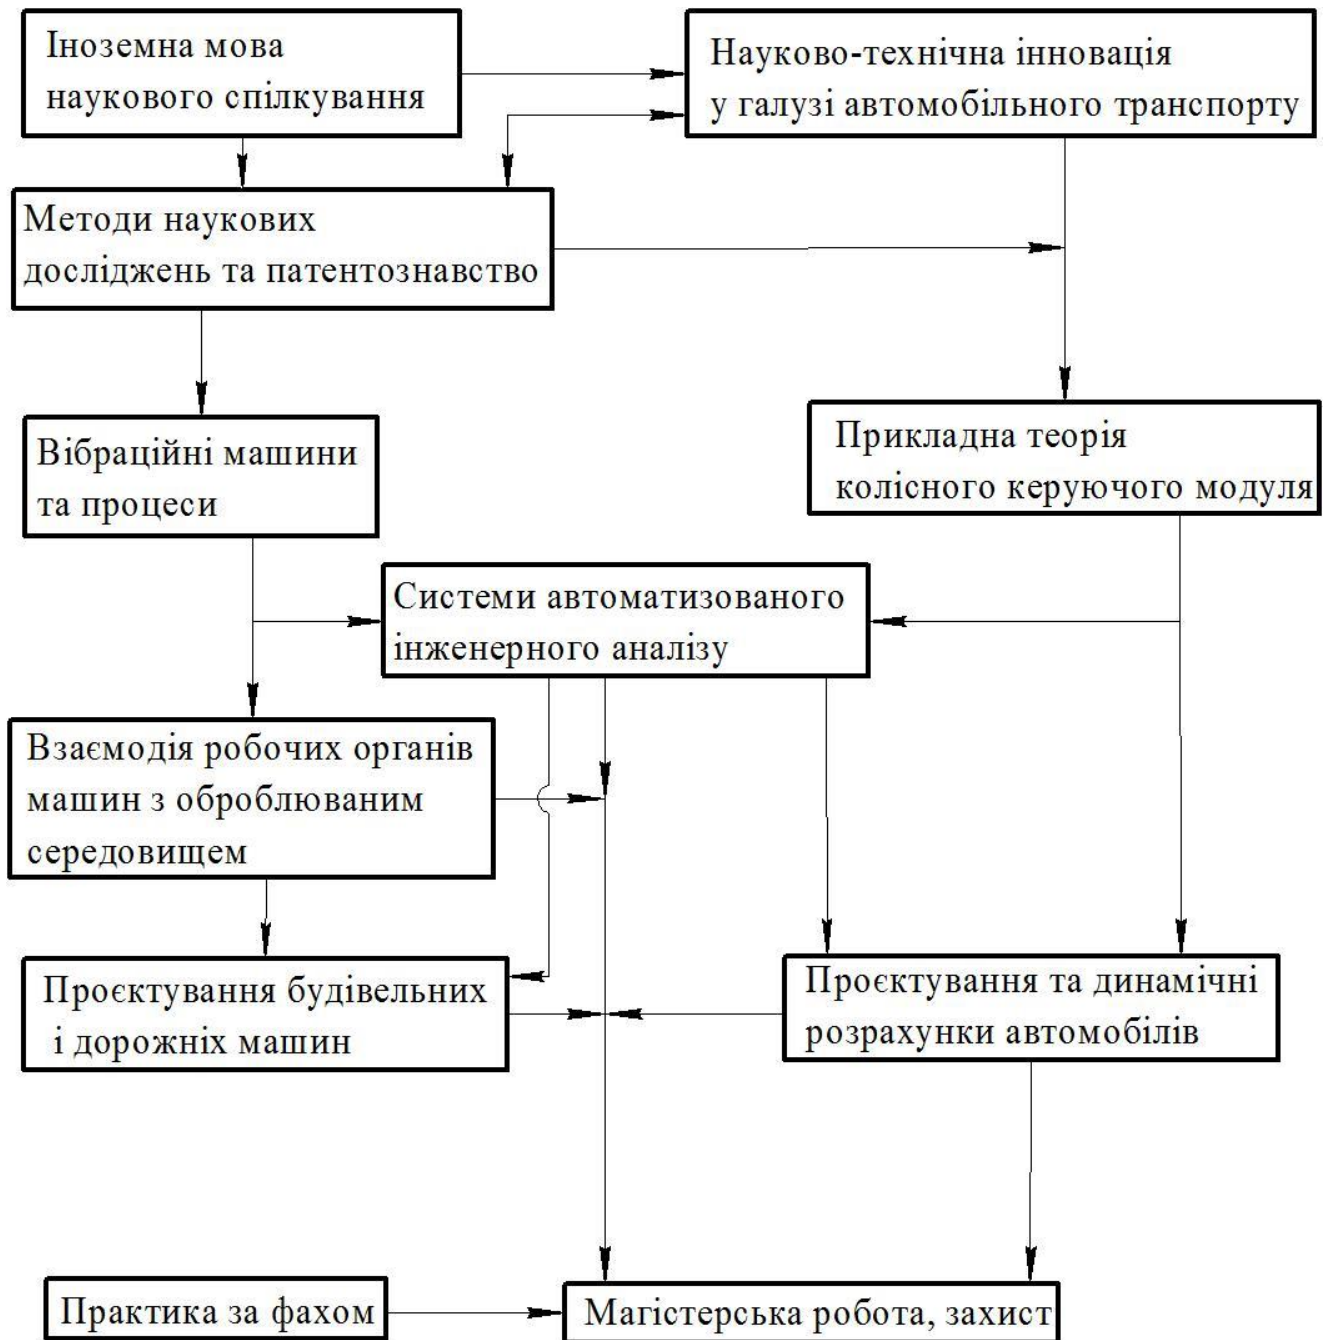 Іноземна мова
наукового спілкування
Науково-технічна інновація
у галузі автомобільного транспорту
Методи наукових
досліджень та патентознавство
Вібраційні машини
та процеси
Прикладна теорія
колісного керуючого модуля
Системи автоматизованого
інженерного аналізу
Взаємодія робочих органів
машин з оброблюваним
середовищем
Проєктування будівельних
і дорожніх машин
Проєктування та динамічні
розрахунки автомобілів
Практика за фахом
Магістерська робота, захист